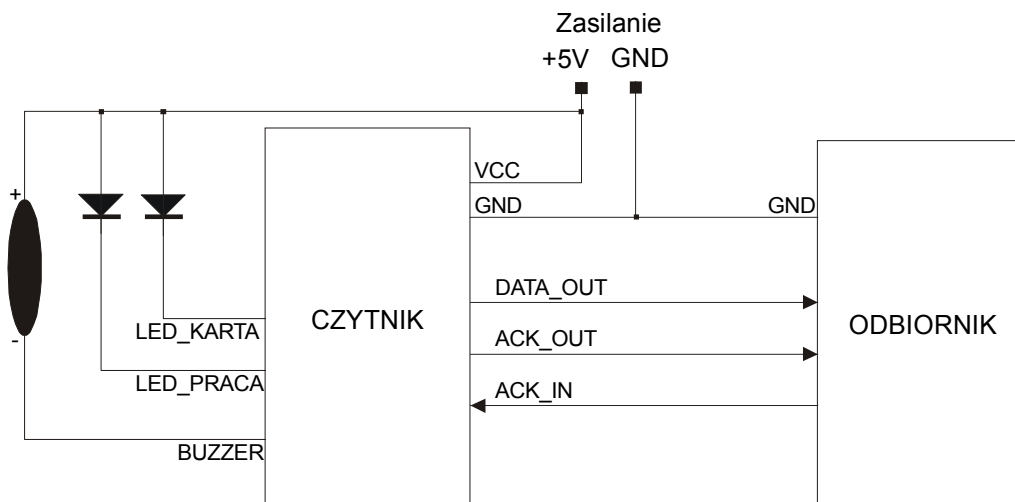 Zasilanie
+5V GND
VCC
+
GND GND
DATA_OUT
CZYTNIK
LED_KARTA
ODBIORNIK
-
ACK_OUT
LED_PRACA
ACK_IN
BUZZER